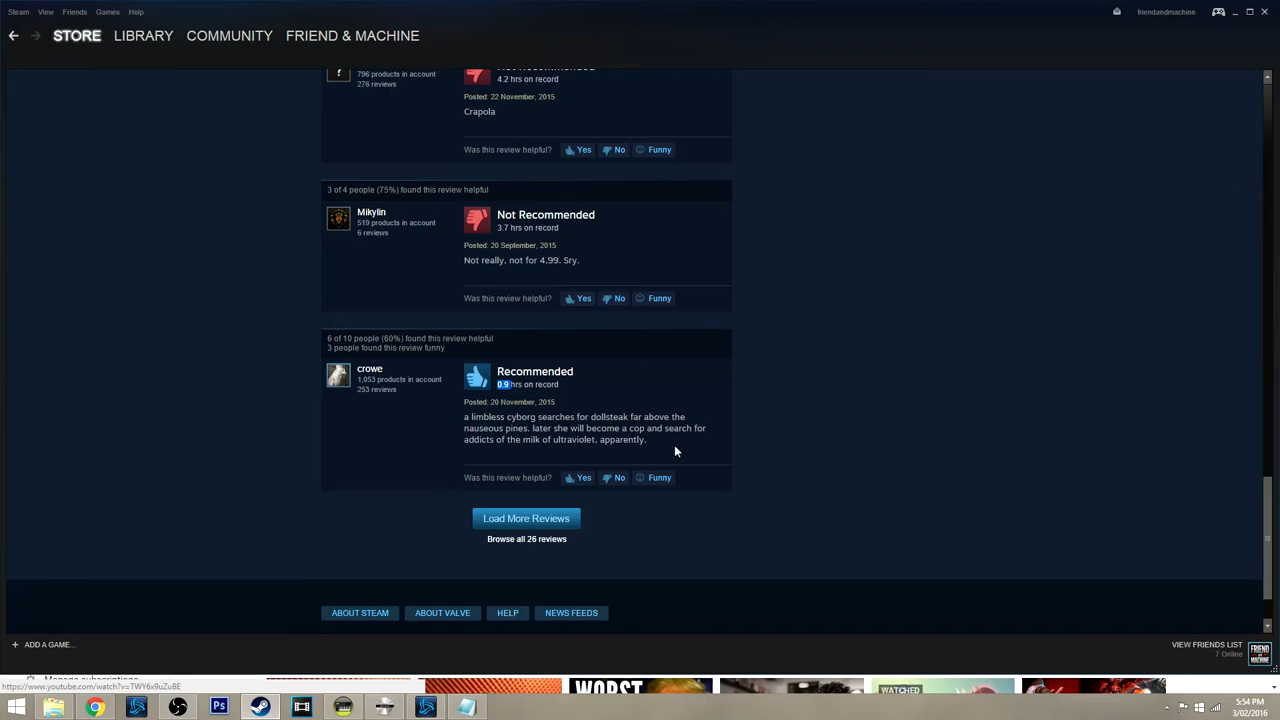 Steam View Friends Games Help friendandmachine
STORE LIBRARY COMMUNITY FRIEND & MACHINE
796 products in account
276 reviews
Not Recommended
4.2 hrs on record
Posted: 22 November, 2015
Crapola
Was this review helpful? Yes No Funny
3 of 4 people (75%) found this review helpful
Mikylin
519 products in account
6 reviews
Not Recommended
3.7 hrs on record
Posted: 20 September, 2015
Not really, not for 4.99. Sry.
Was this review helpful? Yes No Funny
6 of 10 people (60%) found this review helpful
3 people found this review funny
crowe
1,053 products in account
253 reviews
Recommended
0.9 hrs on record
Posted: 20 November, 2015
a limbless cyborg searches for dollsteak far above the
nauseous pines. later she will become a cop and search for
addicts of the milk of ultraviolet, apparently.
Was this review helpful? Yes No Funny
Load More Reviews
Browse all 26 reviews
ABOUT STEAM ABOUT VALVE HELP NEWS FEEDS
+ ADD A GAME...
VIEW FRIENDS LIST
7 Online
FRIEND
MACHINE
Manage subscriptions
https://www.youtube.com/watch?v=TWY6x9uZuBE
WORST
WATCHED
5:54 PM
3/02/2016